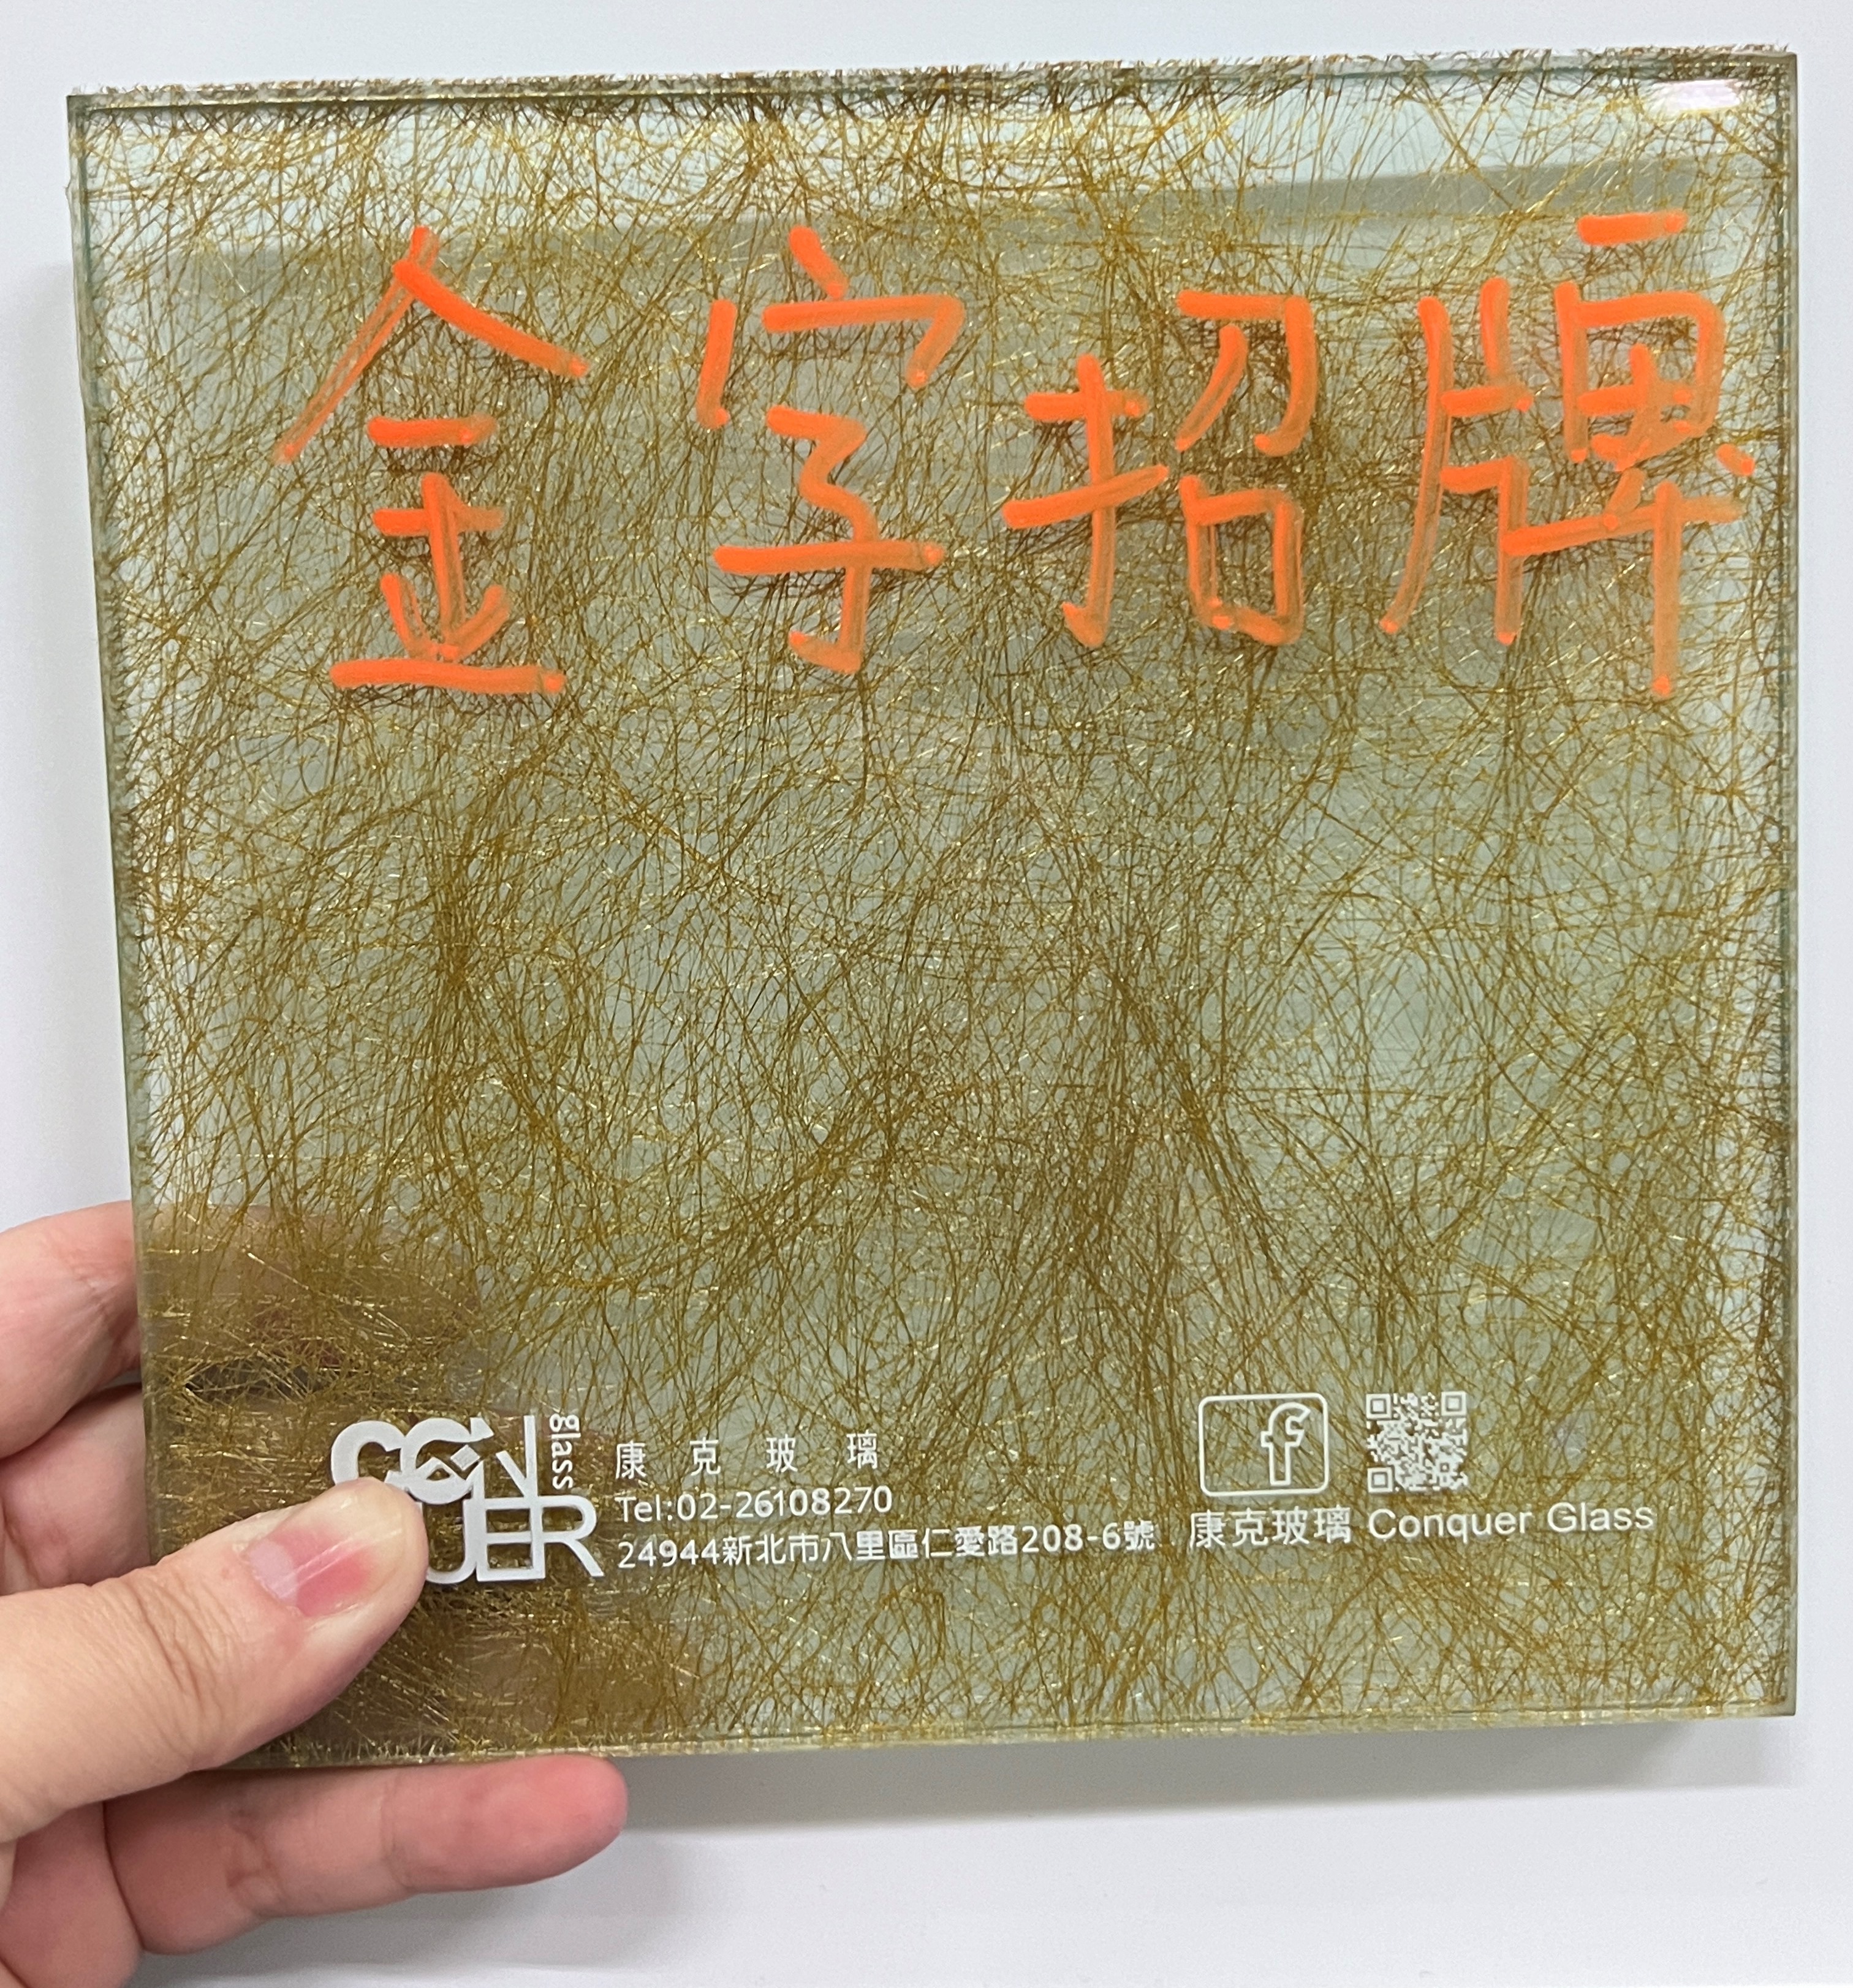 金字招牌
glass
康克玻璃
Tel:02-26108270
24944新北市八里區仁愛路208-6號
康克玻璃 Conquer Glass